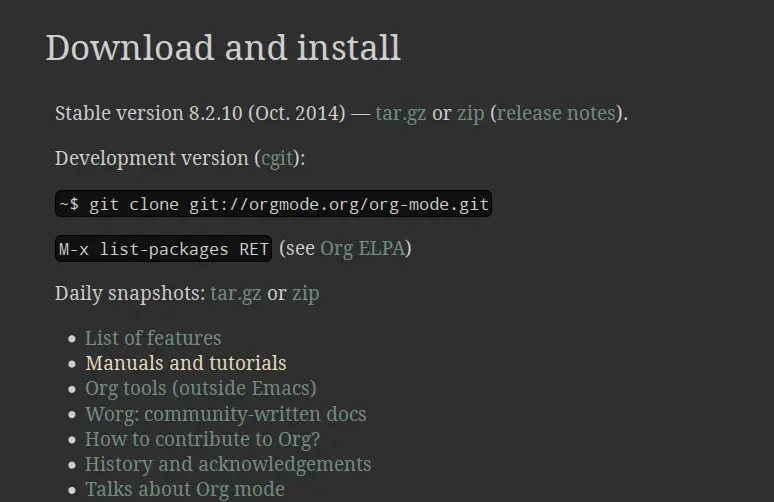 Download and install
Stable version 8.2.10 (Oct. 2014) — tar.gz or zip (release notes).
Development version (cgit):
~$ git clone git://orgmode.org/org-mode.git
M-x list-packages RET (see Org ELPA)
Daily snapshots: tar.gz or zip
• List of features
• Manuals and tutorials
• Org tools (outside Emacs)
• Worg: community-written docs
• How to contribute to Org?
• History and acknowledgements
• Talks about Org mode